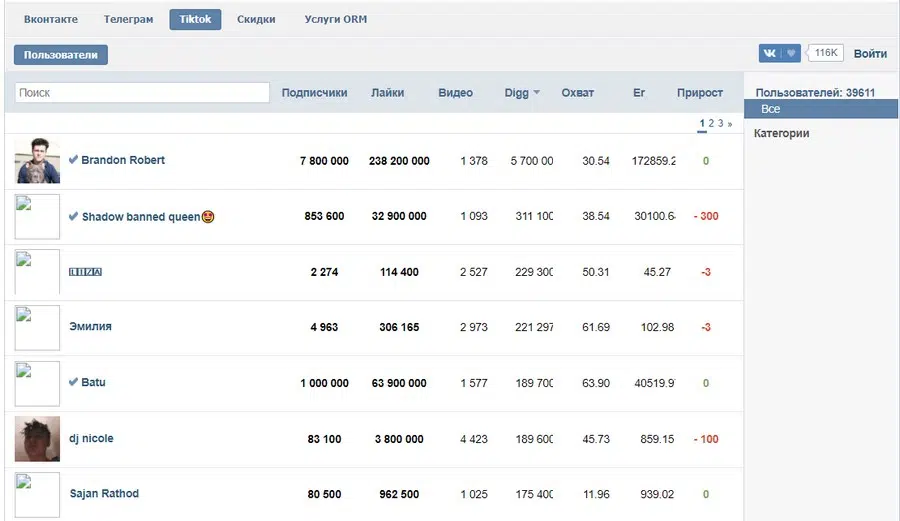 Вконтакте Телеграм Tiktok Скидки Услуги ORM
Пользователи 116K Войти
Поиск Подписчики Лайки Видео Digg Охват Er Прирост Пользователей: 39611
Все
1 2 3 » Категории
Brandon Robert 7 800 000 238 200 000 1 378 5 700 00 30.54 172859.2 0
Shadow banned queen🤩 853 600 32 900 000 1 093 311 100 38.54 30100.6 - 300
2 274 114 400 2 527 229 300 50.31 45.27 -3
Эмилия 4 963 306 165 2 973 221 297 61.69 102.98 -3
Batu 1 000 000 63 900 000 1 577 189 700 63.90 40519.9 0
dj nicole 83 100 3 800 000 4 423 189 600 45.73 859.15 - 100
Sajan Rathod 80 500 962 500 1 025 175 400 11.96 939.02 0